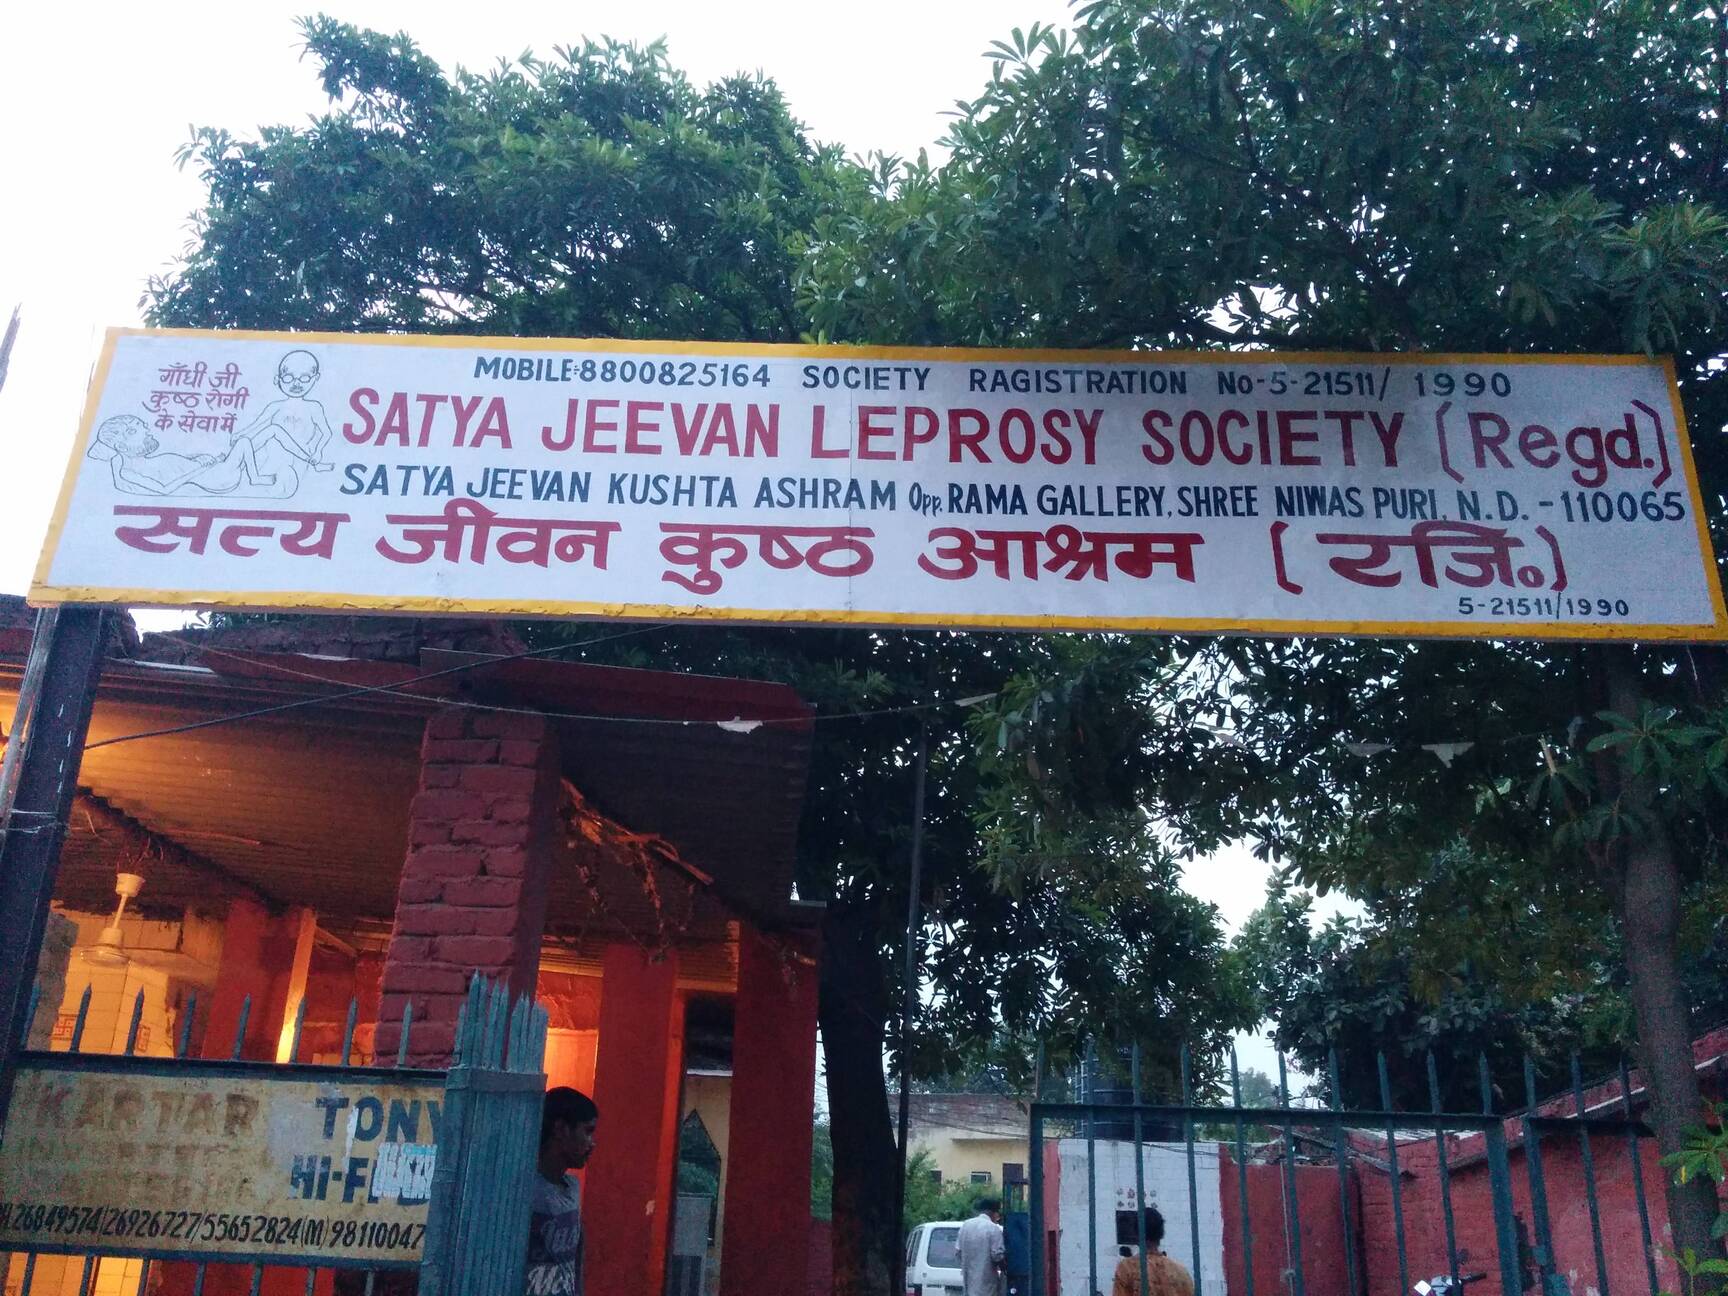 गाँधी जी
कुष्ठ रोगी
के सेवा में
MOBILE:-8800825164 SOCIETY RAGISTRATION No-5-21511/1990
SATYA JEEVAN LEPROSY SOCIETY (Regd.)
SATYA JEEVAN KUSHTA ASHRAM Opp. RAMA GALLERY, SHREE NIWAS PURI, N.D.-110065
सत्य जीवन कुष्ठ आश्रम (रजि०)
5-21511/1990
KARTAR TONY
HI-FI
PH.26849574/26926727/55652824(M) 98110047